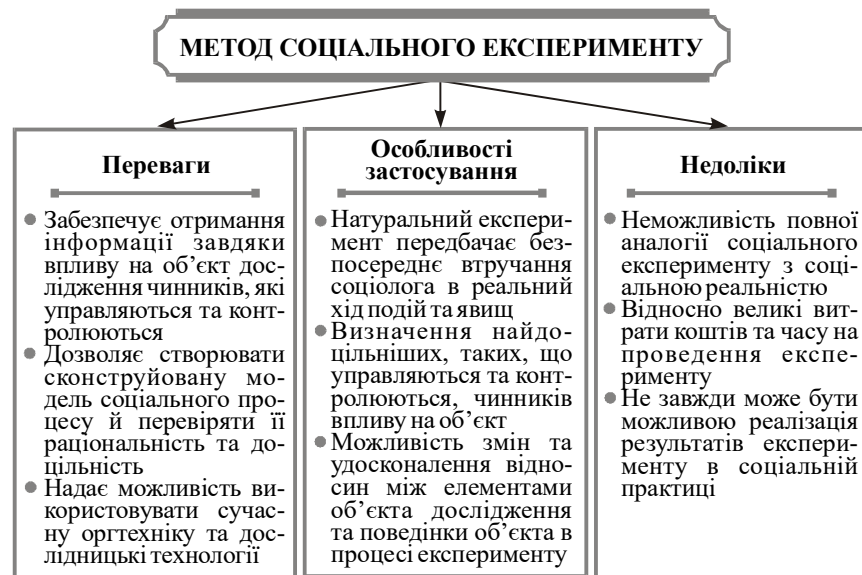 МЕТОД СОЦІАЛЬНОГО ЕКСПЕРИМЕНТУ
Переваги
● Забезпечує отримання
інформації завдяки
впливу на об’єкт дос-
лідження чинників, які
управляються та конт-
ролюються
● Дозволяє створювати
сконструйовану мо-
дель соціального про-
цесу й перевіряти її
раціональність та до-
цільність
● Надає можливість ви-
користовувати сучас-
ну оргтехніку та дос-
лідницькі технології
Особливості
застосування
● Натуральний експери-
мент передбачає без-
посереднє втручання
соціолога в реальний
хід подій та явищ
● Визначення найдо-
цільніших, таких, що
управляються та конт-
ролюються, чинників
впливу на об’єкт
● Можливість змін та
удосконалення відно-
син між елементами
об’єкта дослідження
та поведінки об’єкта в
процесі експерименту
Недоліки
● Неможливість повної
аналогії соціального
експерименту з соці-
альною реальністю
● Відносно великі вит-
рати коштів та часу на
проведення експе-
рименту
● Не завжди може бути
можливою реалізація
результатів експери-
менту в соціальній
практиці